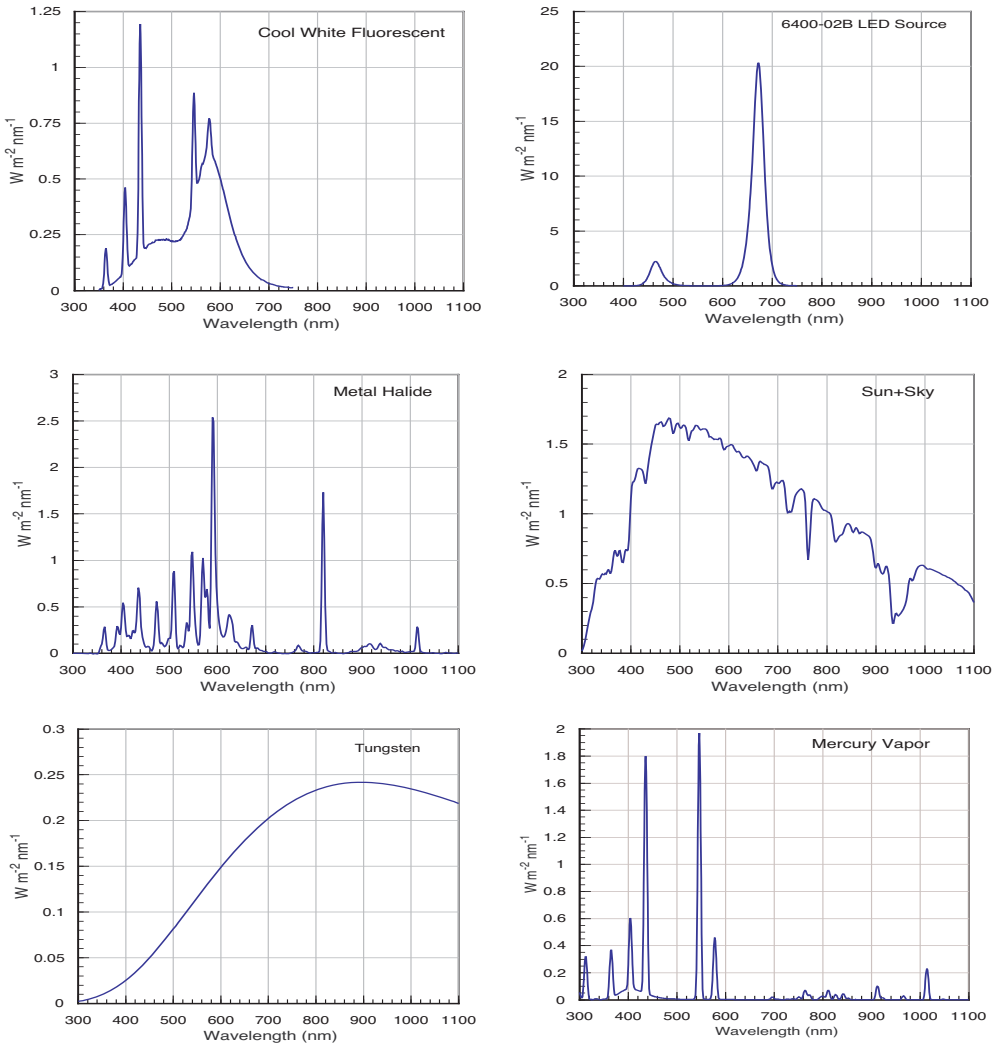 Cool White Fluorescent
1.25
1
0.75
0.5
0.25
0
W m-2 nm-1
300 400 500 600 700 800 900 1000 1100
Wavelength (nm)
6400-02B LED Source
25
20
15
10
5
0
W m-2 nm-1
300 400 500 600 700 800 900 1000 1100
Wavelength (nm)
Metal Halide
3
2.5
2
1.5
1
0.5
0
W m-2 nm-1
300 400 500 600 700 800 900 1000 1100
Wavelength (nm)
Sun+Sky
2
1.5
1
0.5
0
W m-2 nm-1
300 400 500 600 700 800 900 1000 1100
Wavelength (nm)
Tungsten
0.3
0.25
0.2
0.15
0.1
0.05
0
W m-2 nm-1
300 400 500 600 700 800 900 1000 1100
Wavelength (nm)
Mercury Vapor
2
1.8
1.6
1.4
1.2
1
0.8
0.6
0.4
0.2
0
W m-2 nm-1
300 400 500 600 700 800 900 1000 1100
Wavelength (nm)